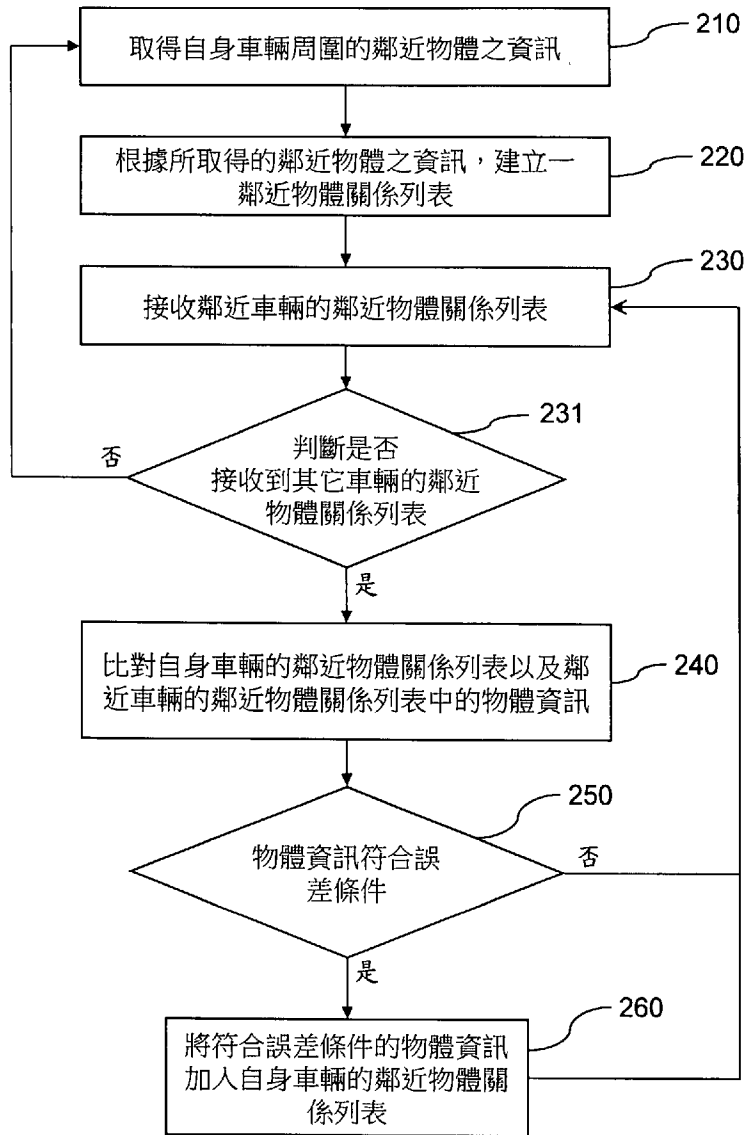 取得自身車輛周圍的鄰近物體之資訊
210
根據所取得的鄰近物體之資訊，建立一
鄰近物體關係列表
220
接收鄰近車輛的鄰近物體關係列表
230
判斷是否
接收到其它車輛的鄰近
物體關係列表
231
否
是
比對自身車輛的鄰近物體關係列表以及鄰
近車輛的鄰近物體關係列表中的物體資訊
240
物體資訊符合誤
差條件
250
否
是
將符合誤差條件的物體資訊
加入自身車輛的鄰近物體關
係列表
260